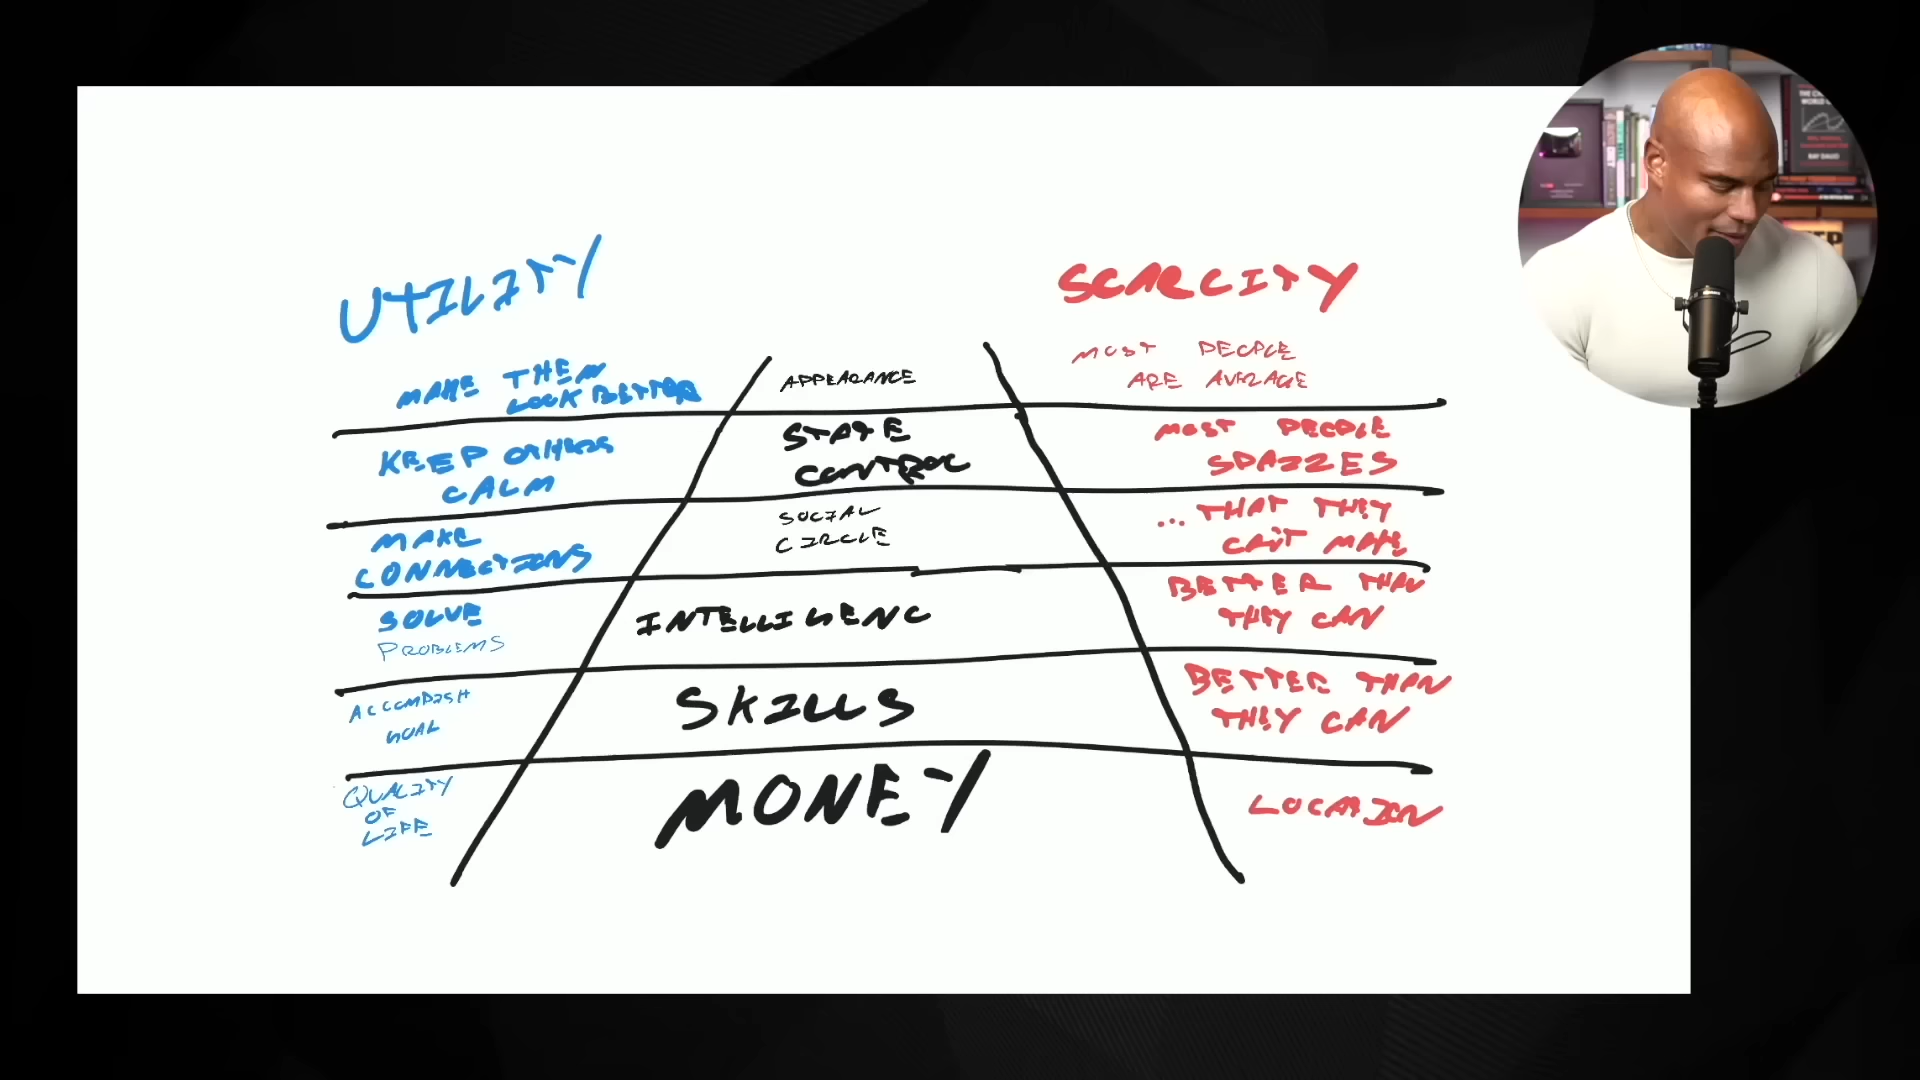 UTILITY
SCARCITY
MAKE THEM
LOOK BETTER
APPEARANCE
MOST PEOPLE
ARE AVERAGE
KEEP OTHERS
CALM
STATE
CONTROL
MOST PEOPLE
SPAZZES
MAKE
CONNECTIONS
SOCIAL
CIRCLE
... THAT THEY
CAN'T MAKE
SOLVE
PROBLEMS
INTELLIGENC
BETTER THAN
THEY CAN
ACCOMPLISH
GOAL
SKILLS
BETTER THAN
THEY CAN
QUALITY
OF
LIFE
MONEY
LOCATION
RAY DALIO